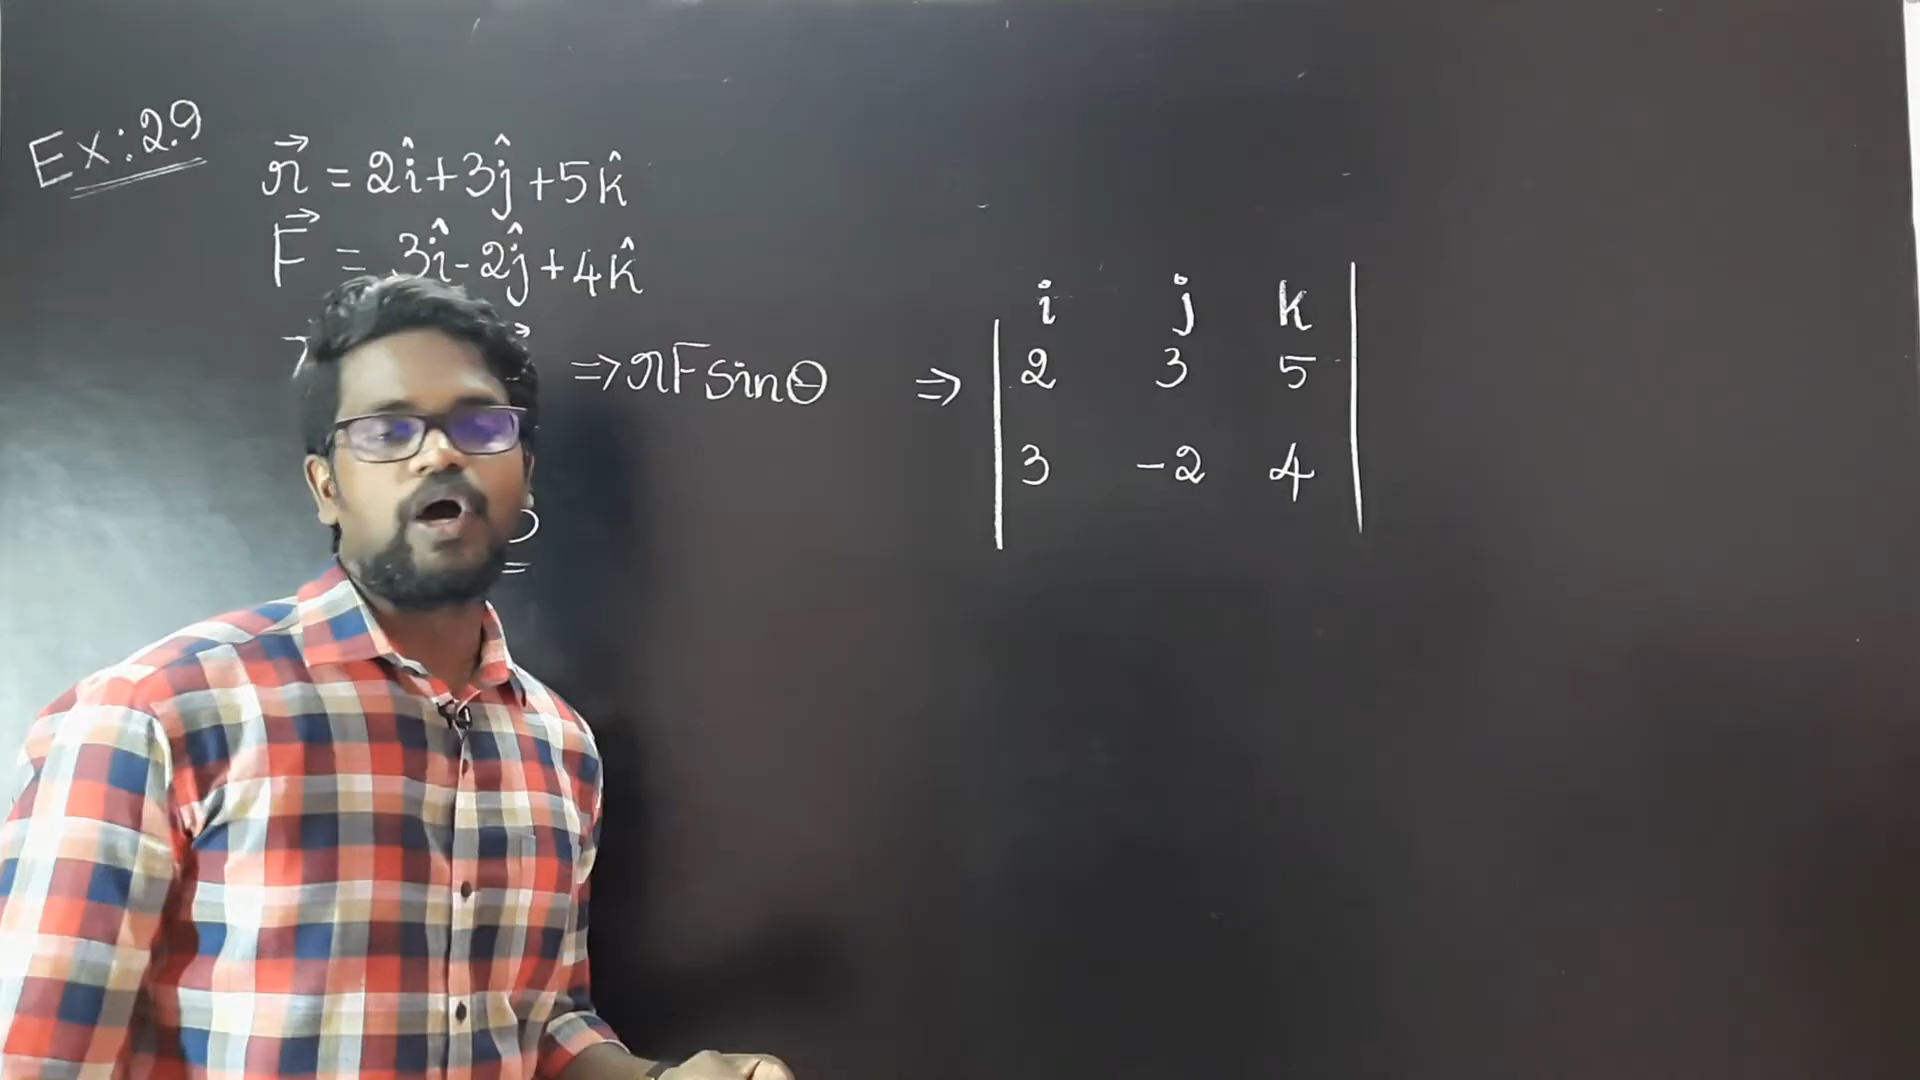 Ex: 2.9
r⃗ = 2î + 3ĵ + 5k̂
F⃗ = 3î - 2ĵ + 4k̂
⇒ rF sinθ ⇒
i j k
2 3 5
3 -2 4
=